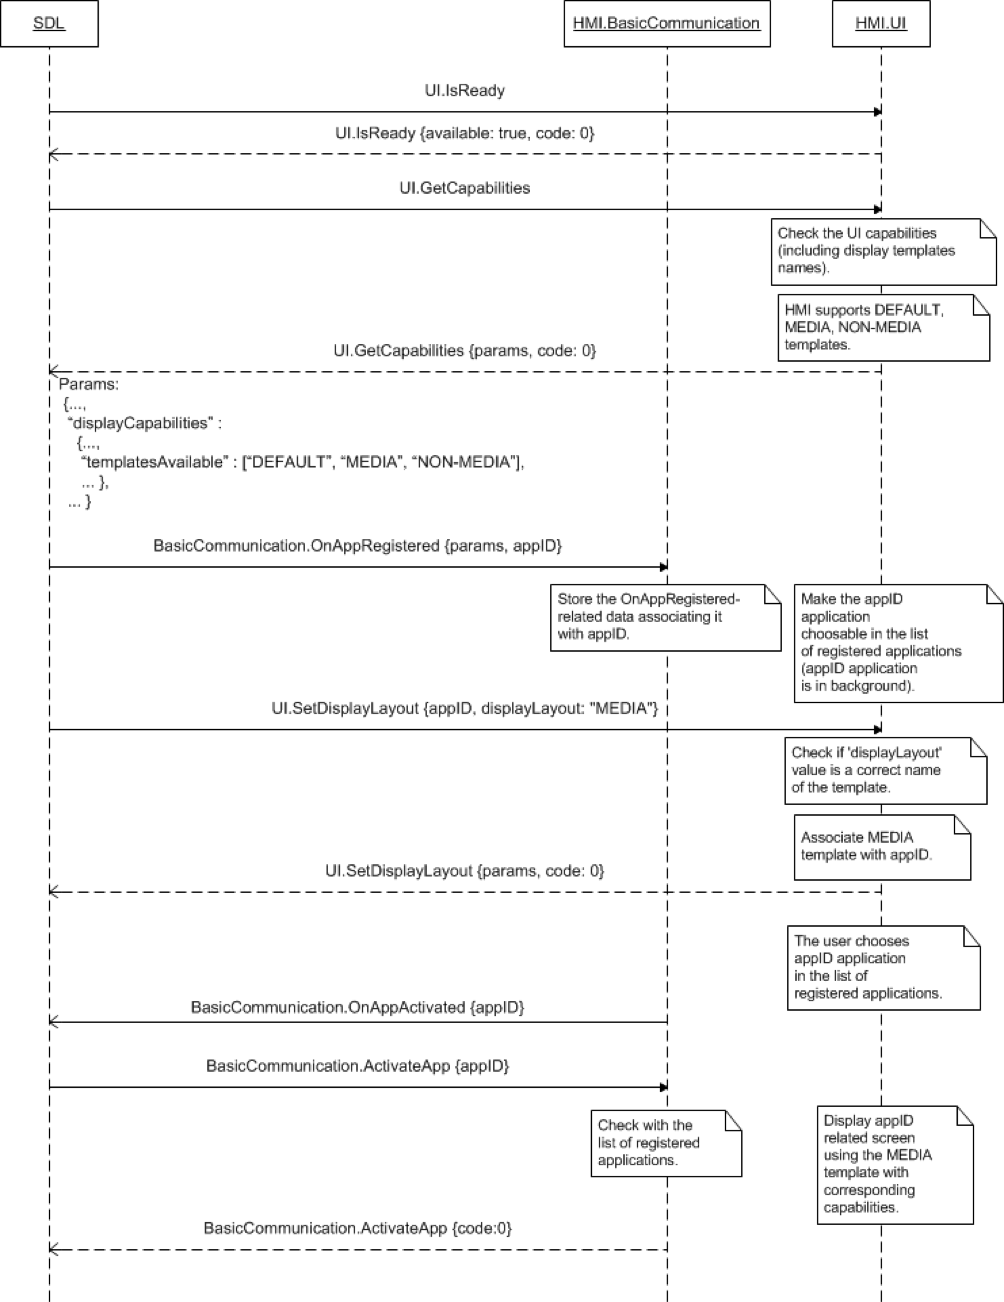 SDL
HMI.BasicCommunication
HMI.UI
UI.IsReady
UI.IsReady {available: true, code: 0}
UI.GetCapabilities
Check the UI capabilities
(including display templates
names).
HMI supports DEFAULT,
MEDIA, NON-MEDIA
templates.
UI.GetCapabilities {params, code: 0}
Params:
{...,
“displayCapabilities” :
{...,
“templatesAvailable” : [“DEFAULT”, “MEDIA”, “NON-MEDIA”],
... },
... }
BasicCommunication.OnAppRegistered {params, appID}
Store the OnAppRegistered-
related data associating it
with appID.
Make the appID
application
choosable in the list
of registered applications
(appID application
is in background).
UI.SetDisplayLayout {appID, displayLayout: "MEDIA”}
Check if 'displayLayout'
value is a correct name
of the template.
Associate MEDIA
template with appID.
UI.SetDisplayLayout {params, code: 0}
The user chooses
appID application
in the list of
registered applications.
BasicCommunication.OnAppActivated {appID}
BasicCommunication.ActivateApp {appID}
Check with the
list of registered
applications.
Display appID
related screen
using the MEDIA
template with
corresponding
capabilities.
BasicCommunication.ActivateApp {code:0}